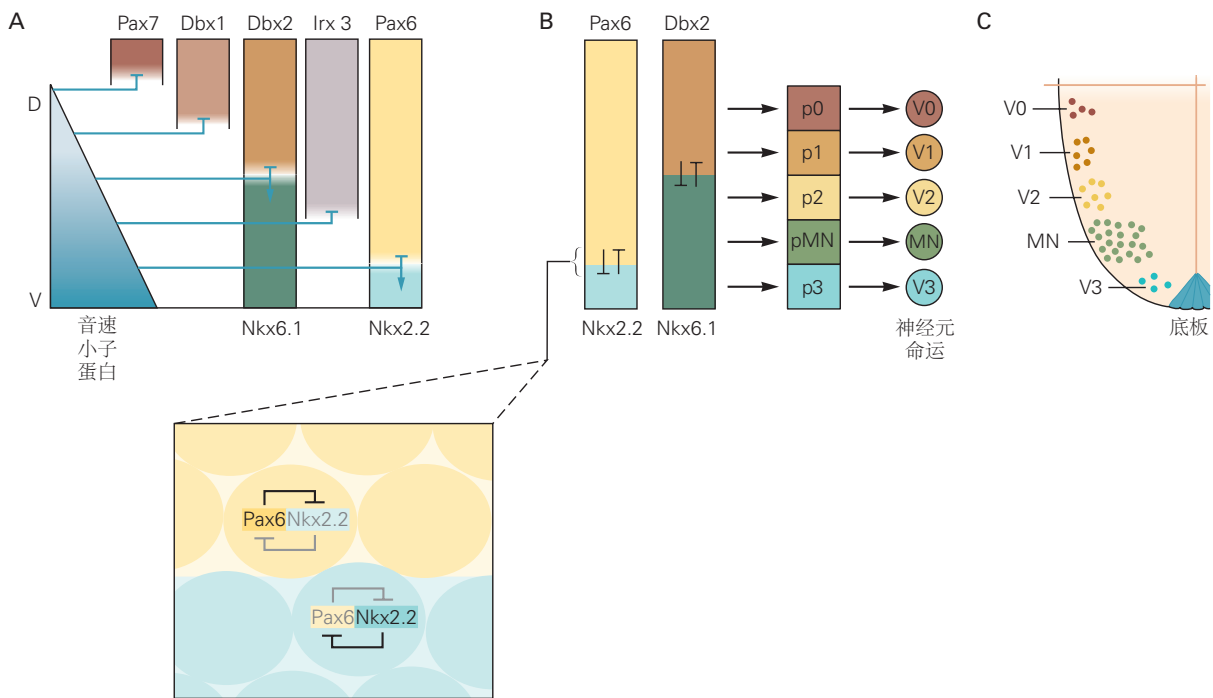 A
Pax7 Dbx1 Dbx2 Irx 3 Pax6
D
V
音速
小子
蛋白
Nkx6.1 Nkx2.2
B
Pax6 Dbx2
p0 V0
p1 V1
p2 V2
pMN MN
p3 V3
Nkx2.2 Nkx6.1
神经元
命运
C
V0
V1
V2
MN
V3
底板
Pax6 Nkx2.2
Pax6 Nkx2.2